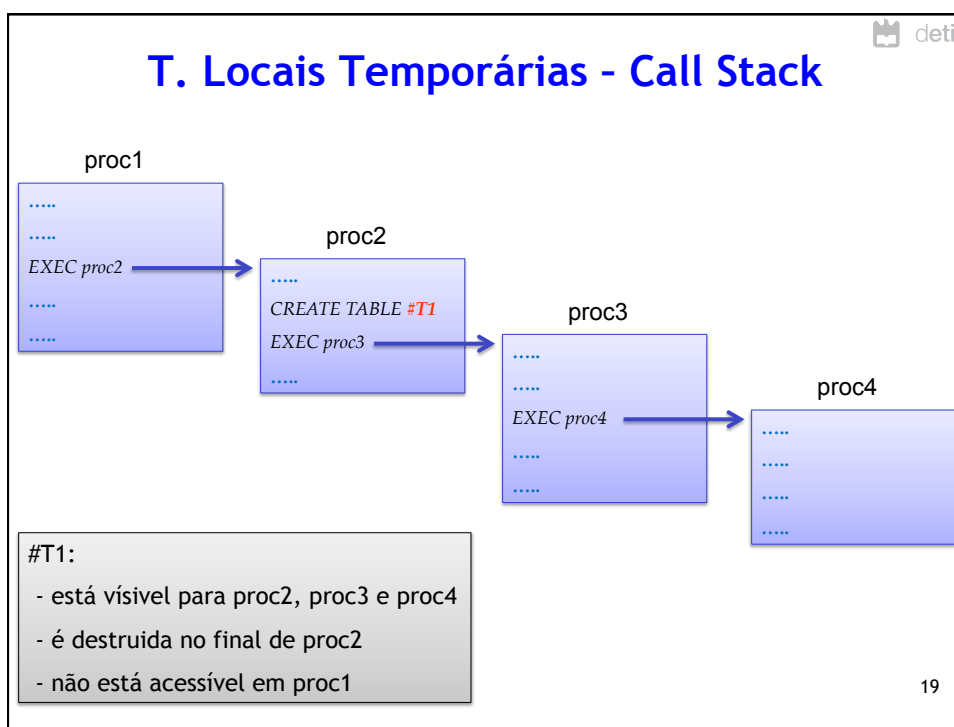 deti
T. Locais Temporárias - Call Stack
proc1
.....
.....
EXEC proc2
.....
.....
proc2
.....
CREATE TABLE #T1
EXEC proc3
.....
proc3
.....
.....
EXEC proc4
.....
.....
proc4
.....
.....
.....
.....
#T1:
- está vísivel para proc2, proc3 e proc4
- é destruida no final de proc2
- não está acessível em proc1
19